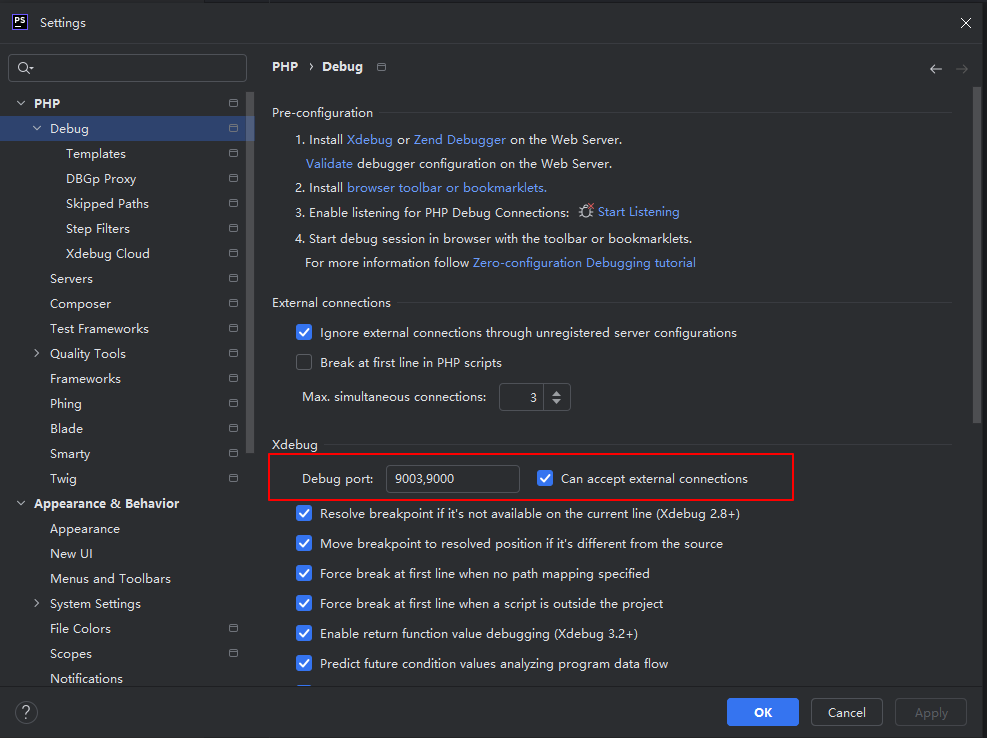 PS Settings
PHP
Debug
Templates
DBGp Proxy
Skipped Paths
Step Filters
Xdebug Cloud
Servers
Composer
Test Frameworks
Quality Tools
Frameworks
Phing
Blade
Smarty
Twig
Appearance & Behavior
Appearance
New UI
Menus and Toolbars
System Settings
File Colors
Scopes
Notifications
PHP › Debug
Pre-configuration
1. Install Xdebug or Zend Debugger on the Web Server.
Validate debugger configuration on the Web Server.
2. Install browser toolbar or bookmarklets.
3. Enable listening for PHP Debug Connections: Start Listening
4. Start debug session in browser with the toolbar or bookmarklets.
For more information follow Zero-configuration Debugging tutorial
External connections
Ignore external connections through unregistered server configurations
Break at first line in PHP scripts
Max. simultaneous connections: 3
Xdebug
Debug port: 9003,9000 Can accept external connections
Resolve breakpoint if it's not available on the current line (Xdebug 2.8+)
Move breakpoint to resolved position if it's different from the source
Force break at first line when no path mapping specified
Force break at first line when a script is outside the project
Enable return function value debugging (Xdebug 3.2+)
Predict future condition values analyzing program data flow
? OK Cancel Apply